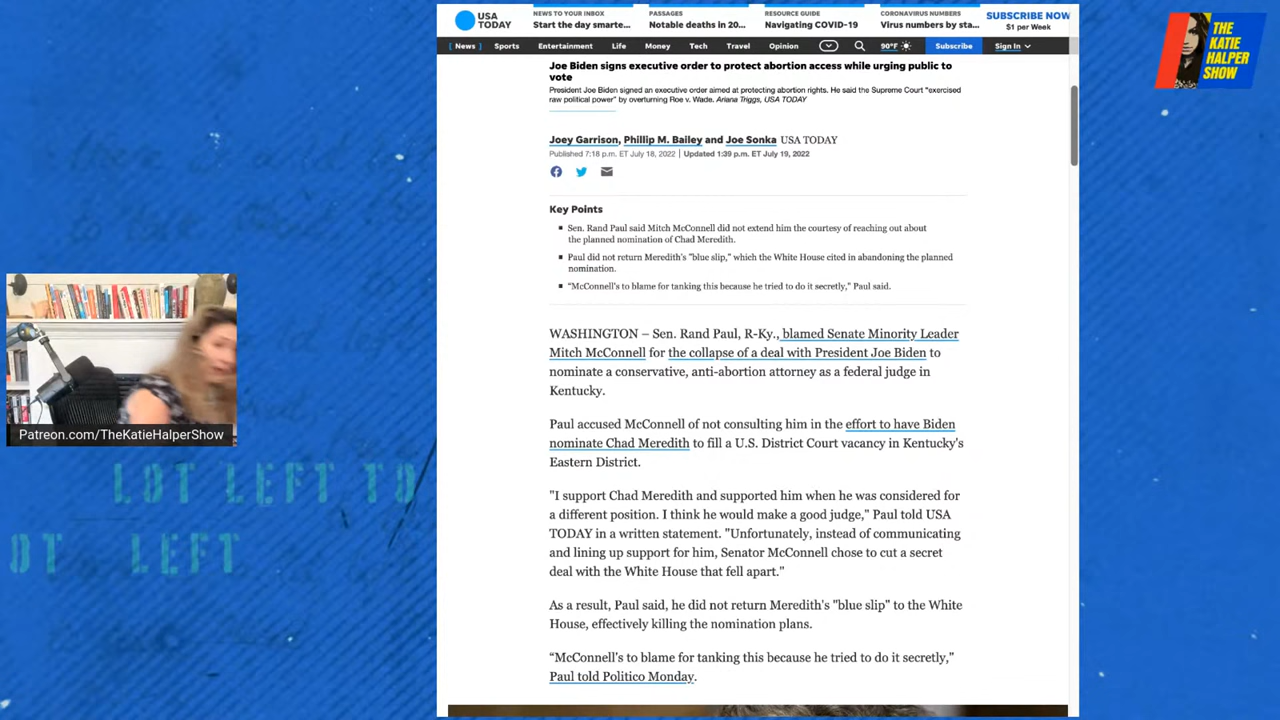 USA
TODAY
NEWS TO YOUR INBOX
Start the day smarte...
PASSAGES
Notable deaths in 20...
RESOURCE GUIDE
Navigating COVID-19
CORONAVIRUS NUMBERS
Virus numbers by sta...
SUBSCRIBE NOW
$1 per Week
[ News ]
Sports
Entertainment
Life
Money
Tech
Travel
Opinion
90°F
Subscribe
Sign In
THE
KATIE
HALPER
SHOW
Joe Biden signs executive order to protect abortion access while urging public to
vote
President Joe Biden signed an executive order aimed at protecting abortion rights. He said the Supreme Court "exercised
raw political power" by overturning Roe v. Wade. Ariana Triggs, USA TODAY
Joey Garrison, Phillip M. Bailey and Joe Sonka USA TODAY
Published 7:18 p.m. ET July 18, 2022 | Updated 1:39 p.m. ET July 19, 2022
Key Points
Sen. Rand Paul said Mitch McConnell did not extend him the courtesy of reaching out about
the planned nomination of Chad Meredith.
Paul did not return Meredith's "blue slip," which the White House cited in abandoning the planned
nomination.
"McConnell's to blame for tanking this because he tried to do it secretly," Paul said.
WASHINGTON – Sen. Rand Paul, R-Ky., blamed Senate Minority Leader
Mitch McConnell for the collapse of a deal with President Joe Biden to
nominate a conservative, anti-abortion attorney as a federal judge in
Kentucky.
Paul accused McConnell of not consulting him in the effort to have Biden
nominate Chad Meredith to fill a U.S. District Court vacancy in Kentucky's
Eastern District.
"I support Chad Meredith and supported him when he was considered for
a different position. I think he would make a good judge," Paul told USA
TODAY in a written statement. "Unfortunately, instead of communicating
and lining up support for him, Senator McConnell chose to cut a secret
deal with the White House that fell apart."
As a result, Paul said, he did not return Meredith's "blue slip" to the White
House, effectively killing the nomination plans.
“McConnell's to blame for tanking this because he tried to do it secretly,”
Paul told Politico Monday.
Patreon.com/TheKatieHalperShow
LOT LEFT TO
OT LEFT